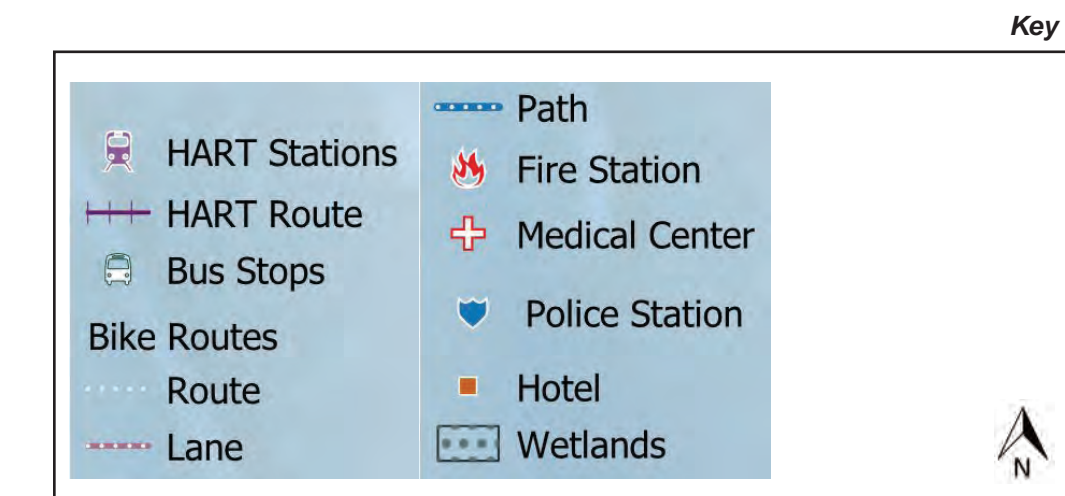 Key
HART Stations
HART Route
Bus Stops
Bike Routes
Route
Lane
Path
Fire Station
Medical Center
Police Station
Hotel
Wetlands
N